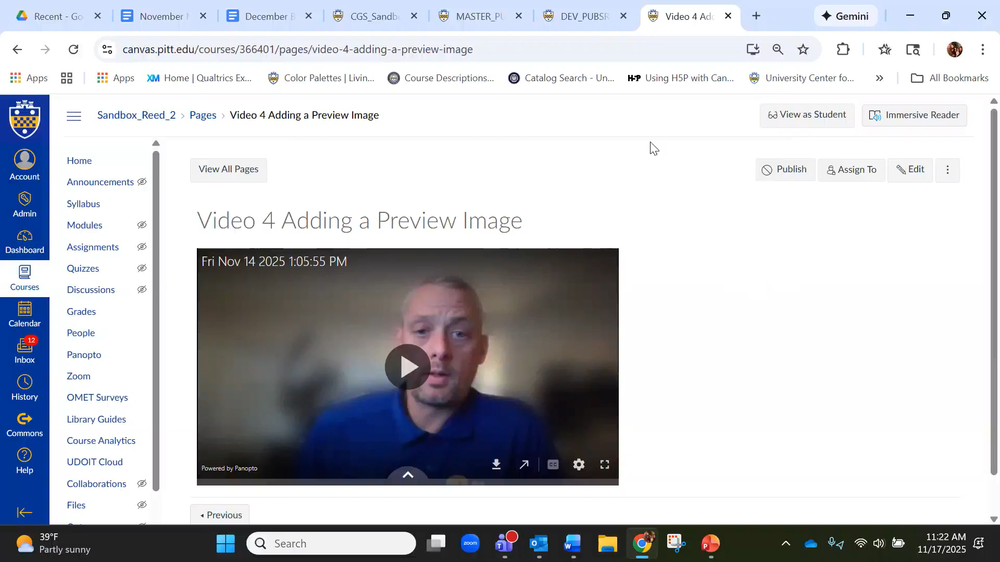 Recent - Go
November
December B
CGS_Sandb
MASTER_PU
DEV_PUBSR
Video 4 Add
Gemini
canvas.pitt.edu/courses/366401/pages/video-4-adding-a-preview-image
Apps
Apps
XM Home | Qualtrics Ex...
Color Palettes | Livin...
Course Descriptions...
Catalog Search - Un...
H-P Using H5P with Can...
University Center fo...
All Bookmarks
Sandbox_Reed_2 › Pages › Video 4 Adding a Preview Image
View as Student
Immersive Reader
Account
Admin
Dashboard
Courses
Calendar
12
Inbox
History
Commons
Help
Home
Announcements
Syllabus
Modules
Assignments
Quizzes
Discussions
Grades
People
Panopto
Zoom
OMET Surveys
Library Guides
Course Analytics
UDOIT Cloud
Collaborations
Files
View All Pages
Publish
Assign To
Edit
Video 4 Adding a Preview Image
Fri Nov 14 2025 1:05:55 PM
Powered by Panopto
CC
Previous
39°F
Partly sunny
Search
zoom
11:22 AM
11/17/2025